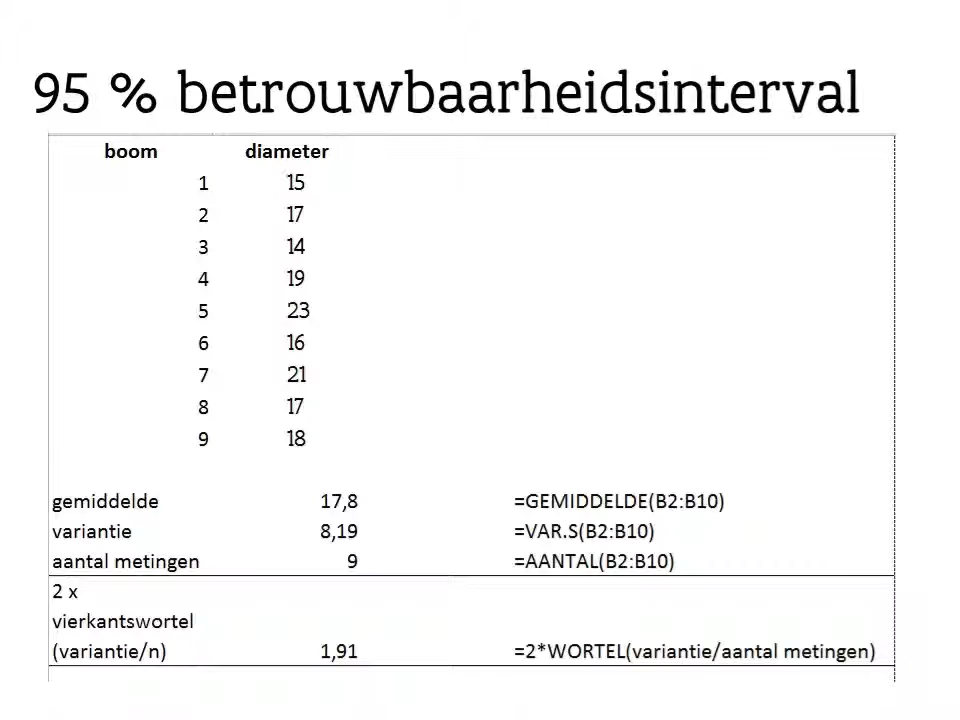 95 % betrouwbaarheidsinterval
boom diameter
1 15
2 17
3 14
4 19
5 23
6 16
7 21
8 17
9 18
gemiddelde 17,8 =GEMIDDELDE(B2:B10)
variantie 8,19 =VAR.S(B2:B10)
aantal metingen 9 =AANTAL(B2:B10)
2 x
vierkantswortel
(variantie/n) 1,91 =2*WORTEL(variantie/aantal metingen)